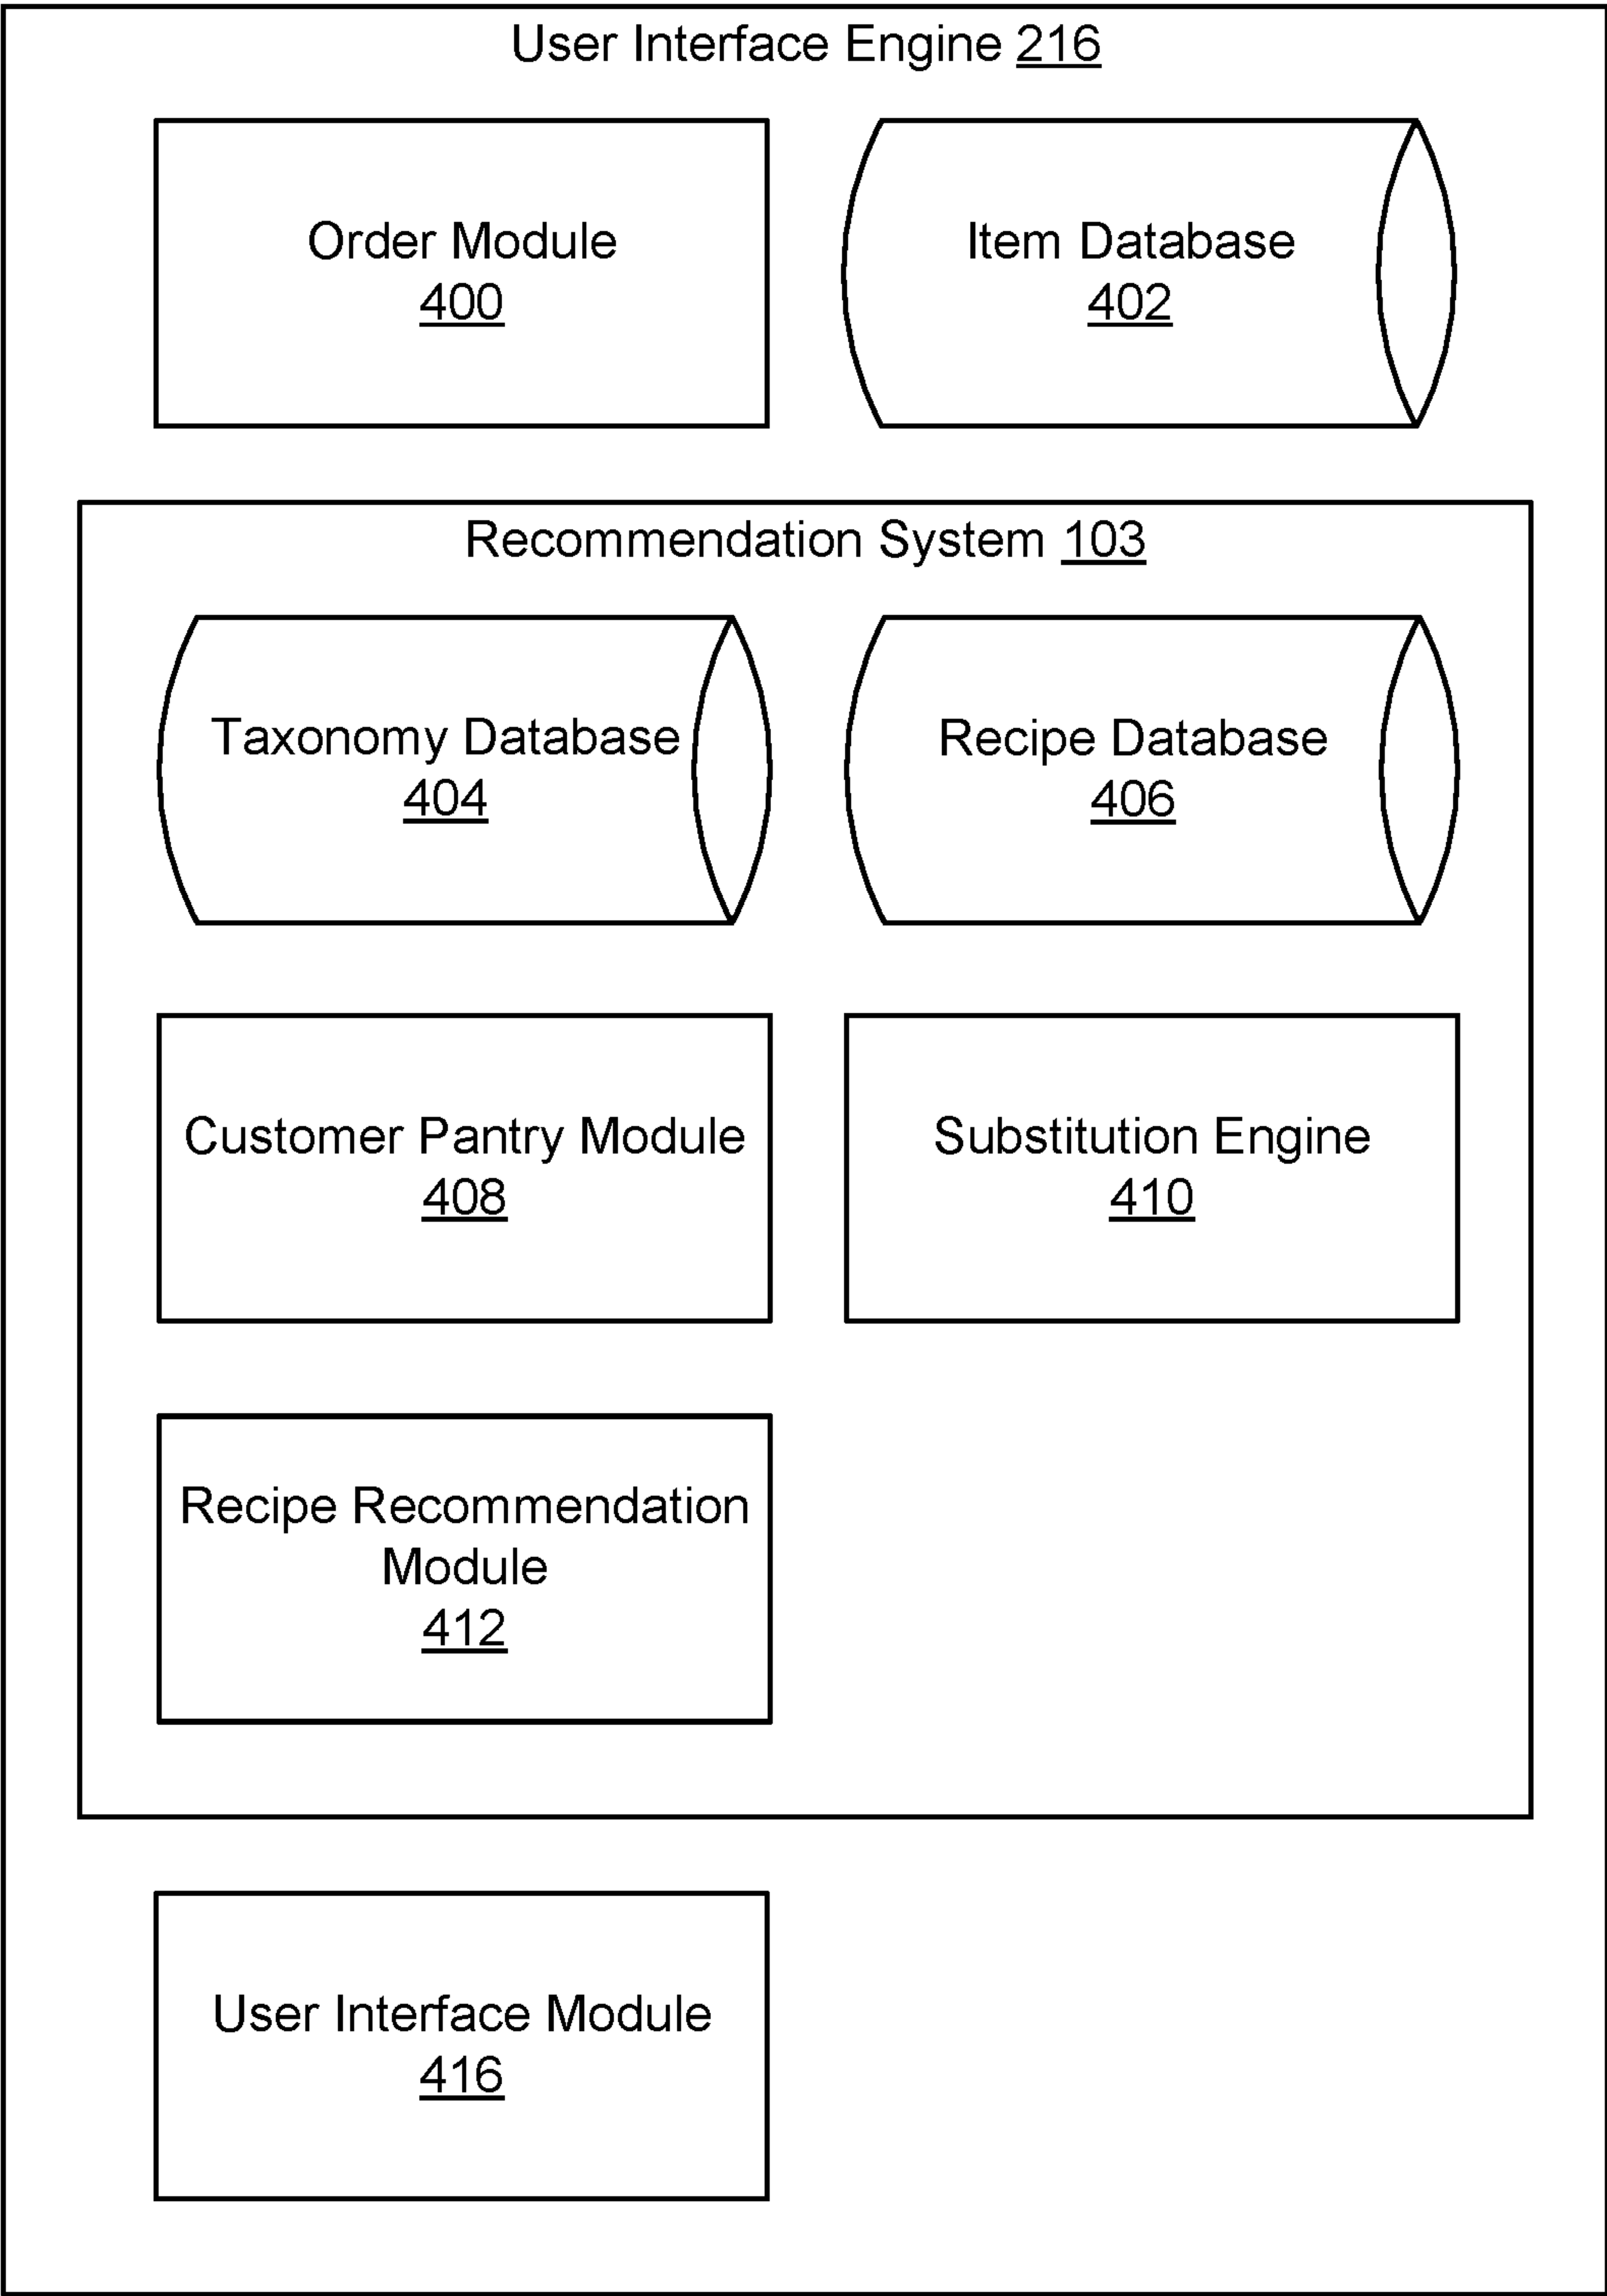 User Interface Engine 216
Order Module
400
Item Database
402
Recommendation System 103
Taxonomy Database
404
Recipe Database
406
Customer Pantry Module
408
Substitution Engine
410
Recipe Recommendation
Module
412
User Interface Module
416